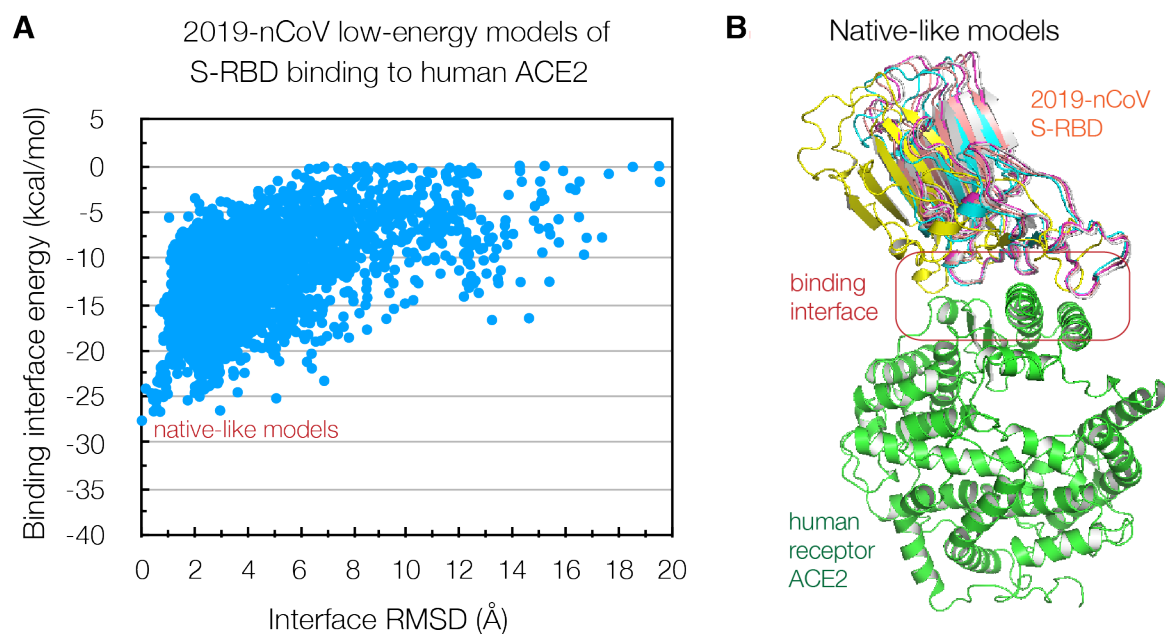 A
2019-nCoV low-energy models of
S-RBD binding to human ACE2
Binding interface energy (kcal/mol)
5
0
-5
-10
-15
-20
-25
-30
-35
-40
native-like models
0 2 4 6 8 10 12 14 16 18 20
Interface RMSD (Å)
B
Native-like models
2019-nCoV
S-RBD
binding
interface
human
receptor
ACE2